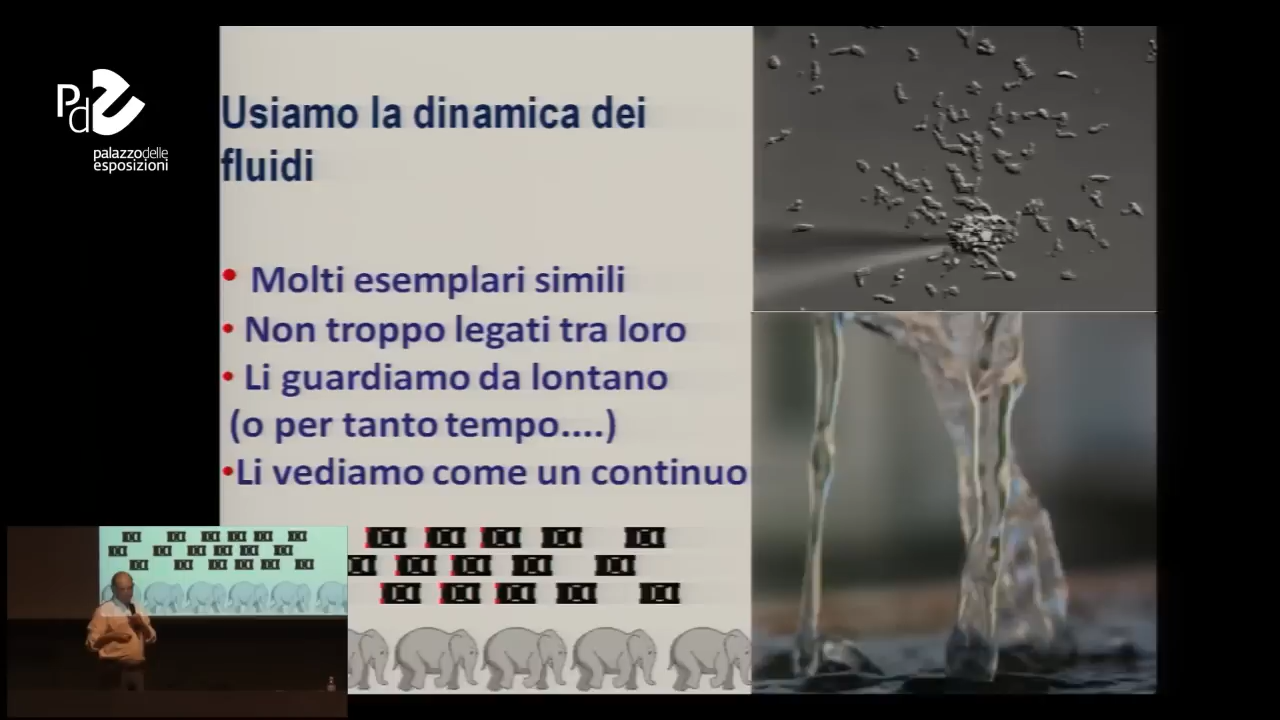 Pd
palazzodelle
esposizioni
Usiamo la dinamica dei
fluidi
• Molti esemplari simili
• Non troppo legati tra loro
• Li guardiamo da lontano
(o per tanto tempo....)
•Li vediamo come un continuo